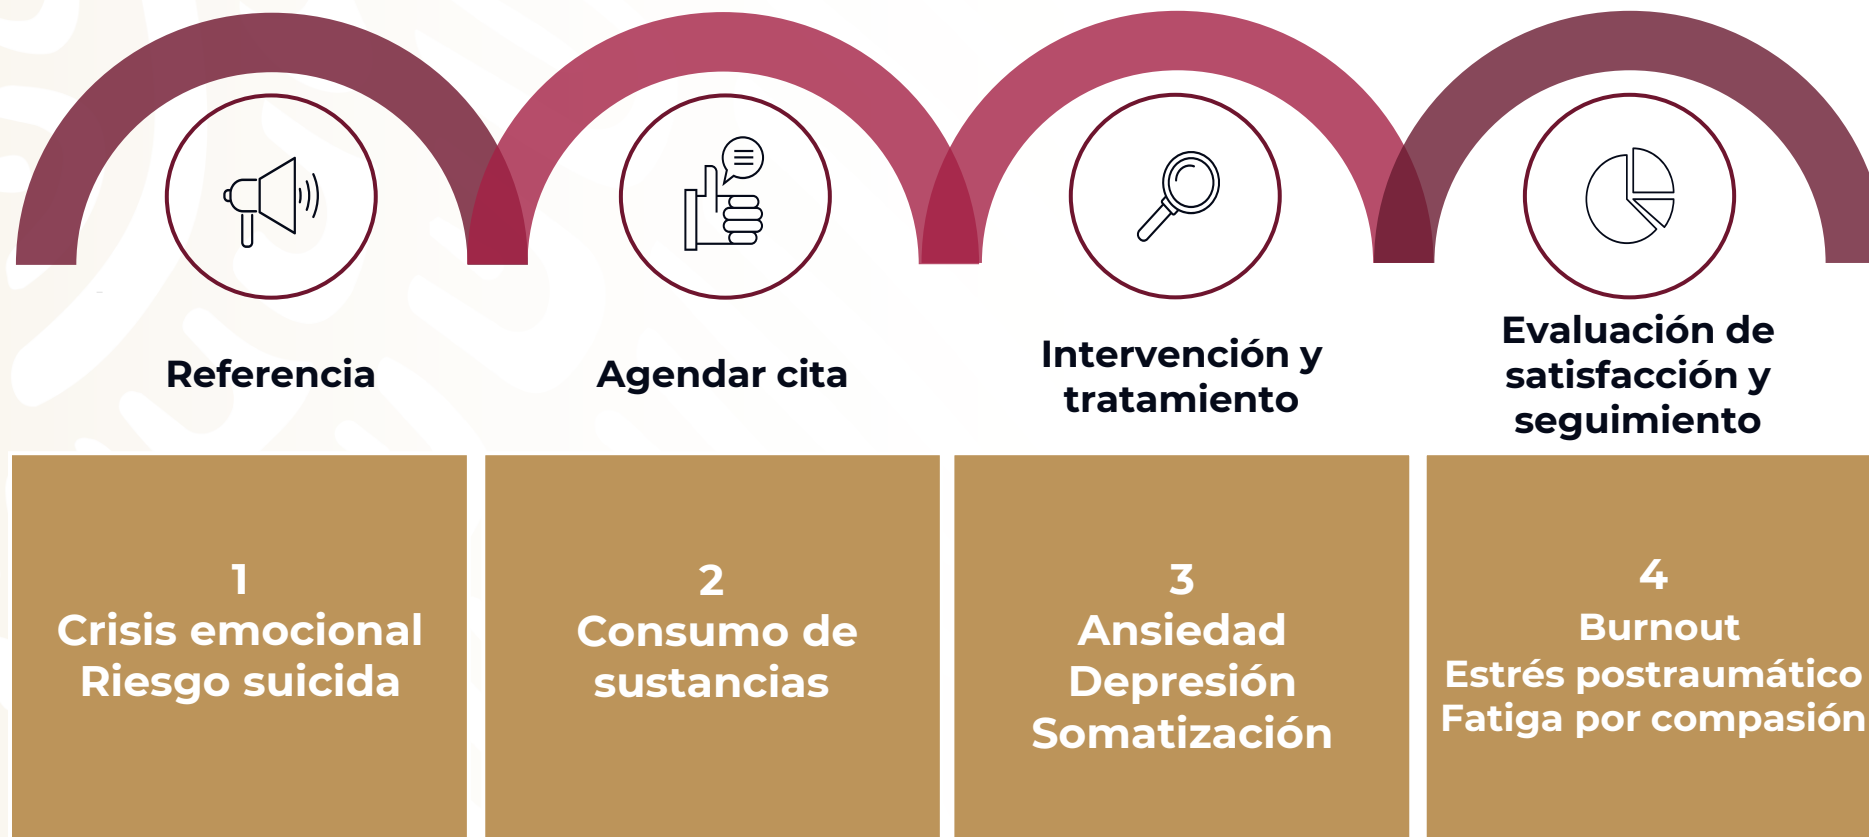 Referencia
Agendar cita
Intervención y
tratamiento
Evaluación de
satisfacción y
seguimiento
1
Crisis emocional
Riesgo suicida
2
Consumo de
sustancias
3
Ansiedad
Depresión
Somatización
4
Burnout
Estrés postraumático
Fatiga por compasión